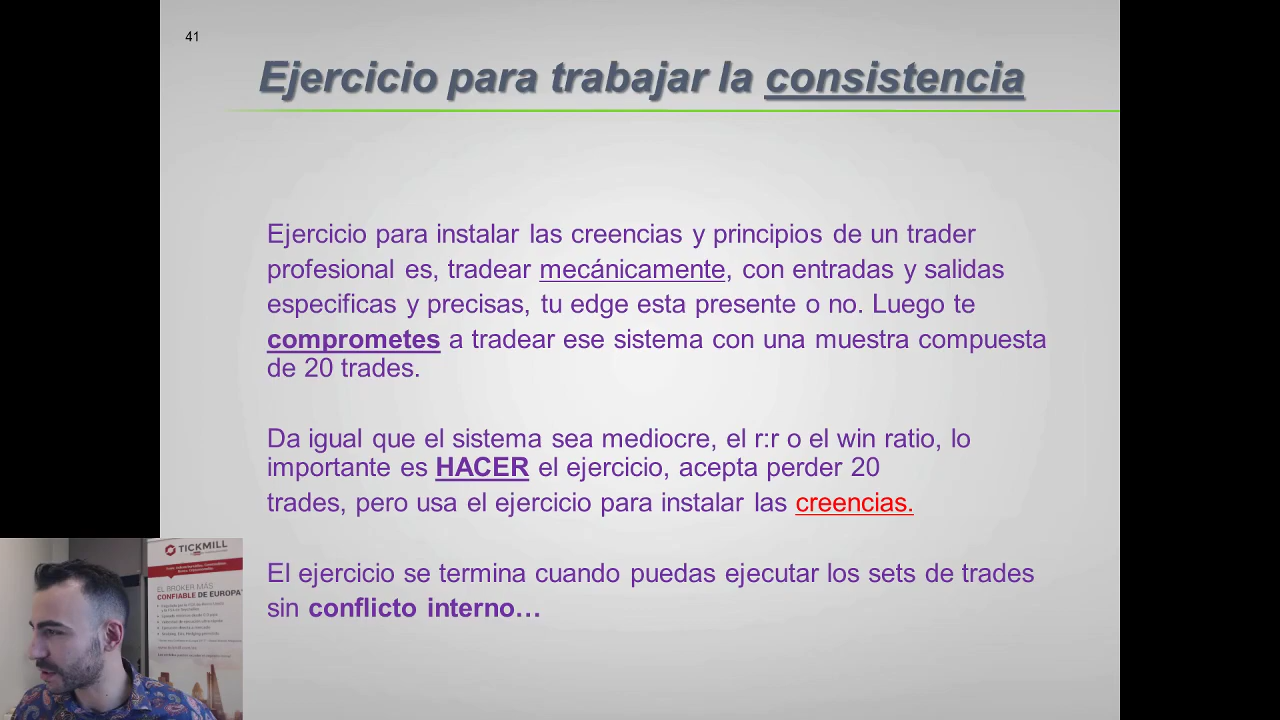 41
Ejercicio para trabajar la consistencia
Ejercicio para instalar las creencias y principios de un trader
profesional es, tradear mecánicamente, con entradas y salidas
especificas y precisas, tu edge esta presente o no. Luego te
comprometes a tradear ese sistema con una muestra compuesta
de 20 trades.
Da igual que el sistema sea mediocre, el r:r o el win ratio, lo
importante es HACER el ejercicio, acepta perder 20
trades, pero usa el ejercicio para instalar las creencias.
El ejercicio se termina cuando puedas ejecutar los sets de trades
sin conflicto interno…
TICKMILL
EL BRÓKER MÁS
CONFIABLE DE EUROPA